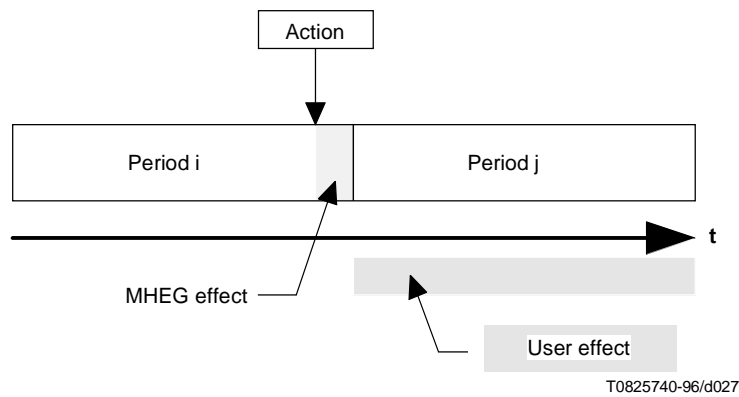 Action
Period i
Period j
t
MHEG effect
User effect
T0825740-96/d027